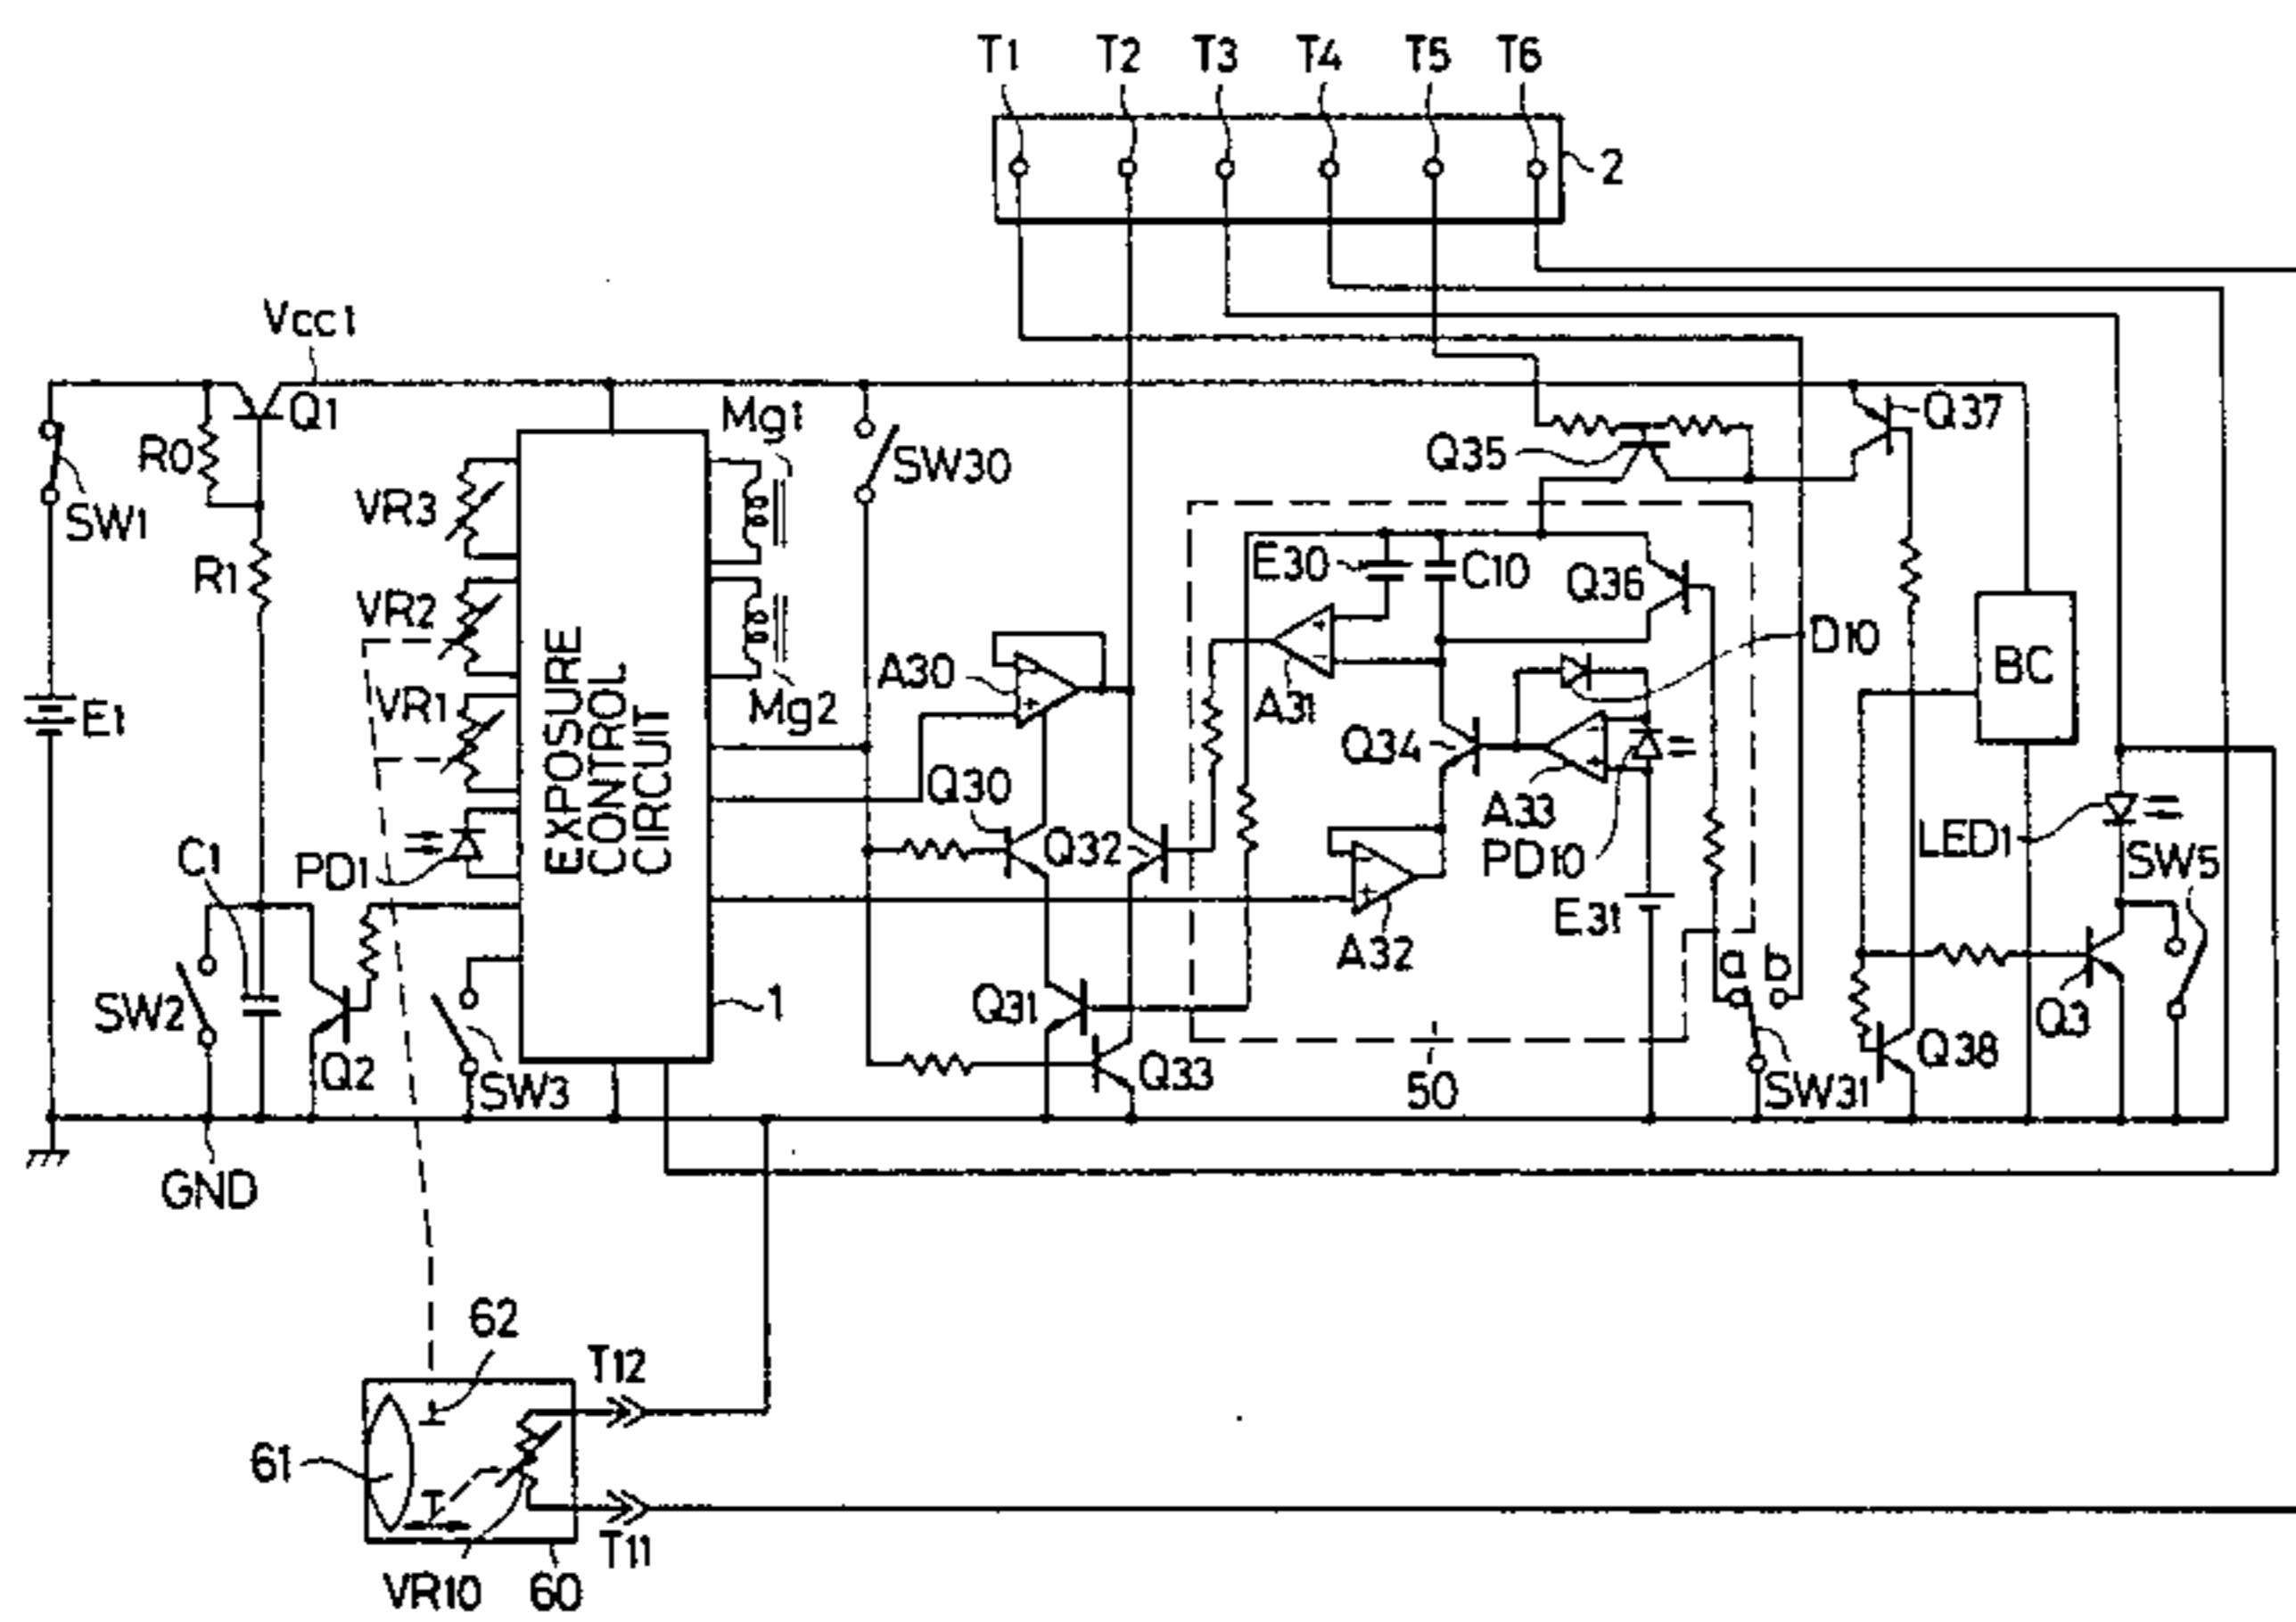 T1 T2 T3 T4 T5 T6
2
Vcc1
Q1
R0
SW1
R1
E1
VR3
VR2
VR1
PD1
C1
SW2
Q2
SW3
GND
EXPOSURE
CONTROL
CIRCUIT
1
Mg1
Mg2
SW30
A30
Q30
Q32
Q31
Q33
Q35
Q37
E30
C10
Q36
D10
A31
Q34
A33
PD10
A32
E31
50
a b
SW31
BC
LED1
SW5
Q3
Q38
62
T12
61
T11
VR10
60